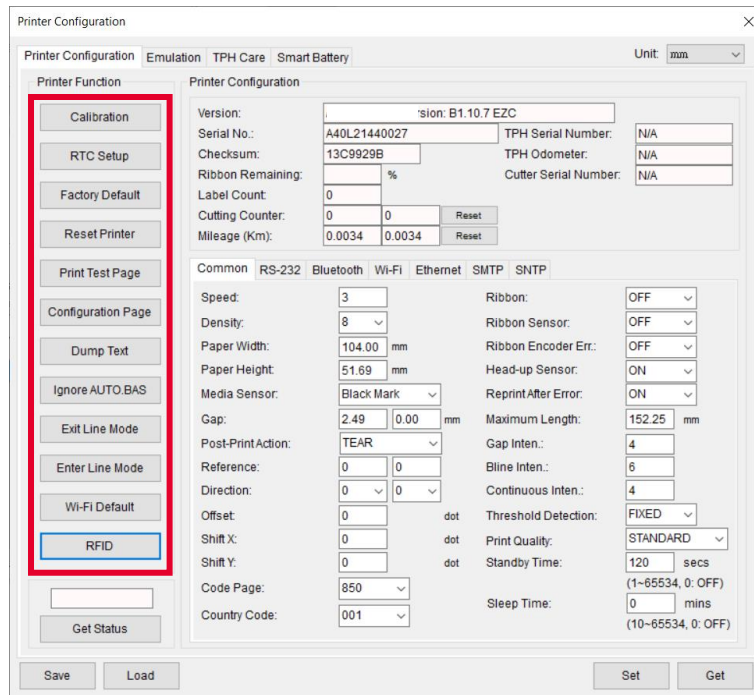 Printer Configuration
Printer Configuration Emulation TPH Care Smart Battery Unit: mm
Printer Function
Calibration
RTC Setup
Factory Default
Reset Printer
Print Test Page
Configuration Page
Dump Text
Ignore AUTO.BAS
Exit Line Mode
Enter Line Mode
Wi-Fi Default
RFID
Get Status
Printer Configuration
Version: sion: B1.10.7 EZC
Serial No.: A40L21440027 TPH Serial Number: N/A
Checksum: 13C9929B TPH Odometer: N/A
Ribbon Remaining: % Cutter Serial Number: N/A
Label Count: 0
Cutting Counter: 0 0 Reset
Mileage (Km): 0.0034 0.0034 Reset
Common RS-232 Bluetooth Wi-Fi Ethernet SMTP SNTP
Speed: 3 Ribbon: OFF
Density: 8 Ribbon Sensor: OFF
Paper Width: 104.00 mm Ribbon Encoder Err.: OFF
Paper Height: 51.69 mm Head-up Sensor: ON
Media Sensor: Black Mark Reprint After Error: ON
Gap: 2.49 0.00 mm Maximum Length: 152.25 mm
Post-Print Action: TEAR Gap Inten.: 4
Reference: 0 0 Bline Inten.: 6
Direction: 0 0 Continuous Inten.: 4
Offset: 0 dot Threshold Detection: FIXED
Shift X: 0 dot Print Quality: STANDARD
Shift Y: 0 dot Standby Time: 120 secs
(1~65534, 0: OFF)
Code Page: 850
Sleep Time: 0 mins
Country Code: 001
(10~65534, 0: OFF)
Save Load Set Get